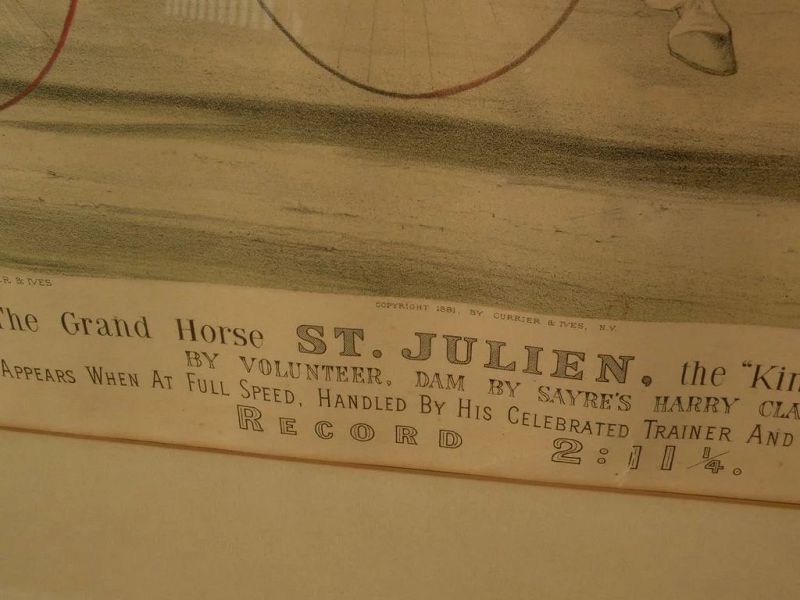 & IVES
COPYRIGHT 1881, BY CURRIER & IVES, N.Y.
The Grand Horse ST. JULIEN, the "Kin
BY VOLUNTEER, DAM BY SAYRE'S HARRY CLA
APPEARS WHEN AT FULL SPEED, HANDLED BY HIS CELEBRATED TRAINER AND
RECORD 2:11¼.